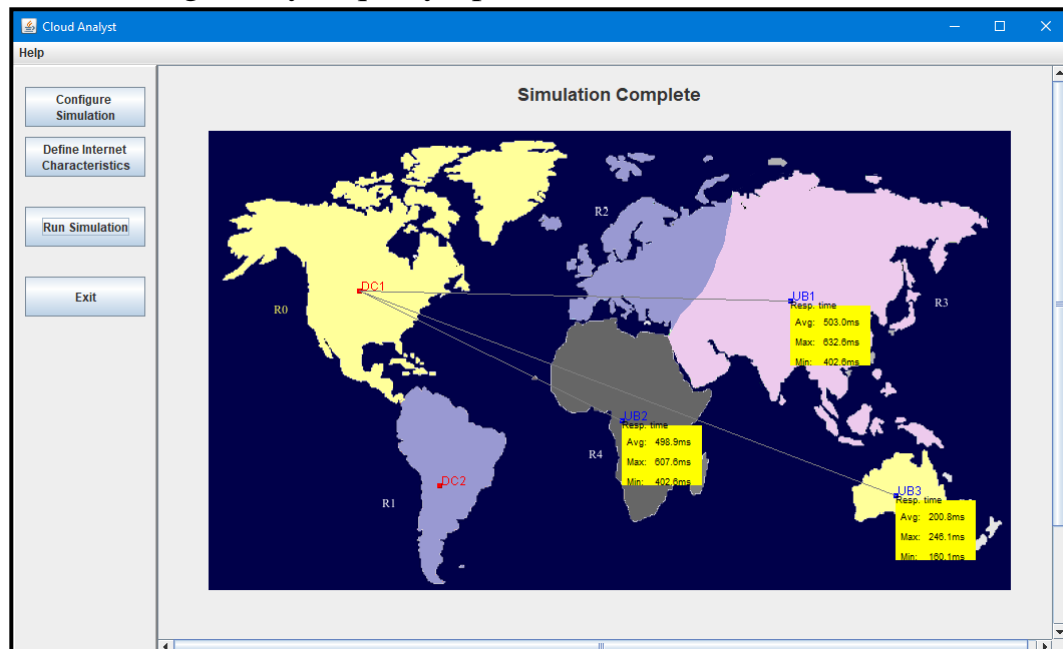 Cloud Analyst
Help
Configure
Simulation
Define Internet
Characteristics
Run Simulation
Exit
Simulation Complete
R2
DC1
R0
UB1
Resp. time
Avg: 503.0ms
Max: 632.6ms
Min: 402.6ms
R3
UB2
Resp. time
Avg: 498.9ms
Max: 607.6ms
Min: 402.6ms
R4
DC2
R1
UB3
Resp. time
Avg: 200.8ms
Max: 246.1ms
Min: 160.1ms